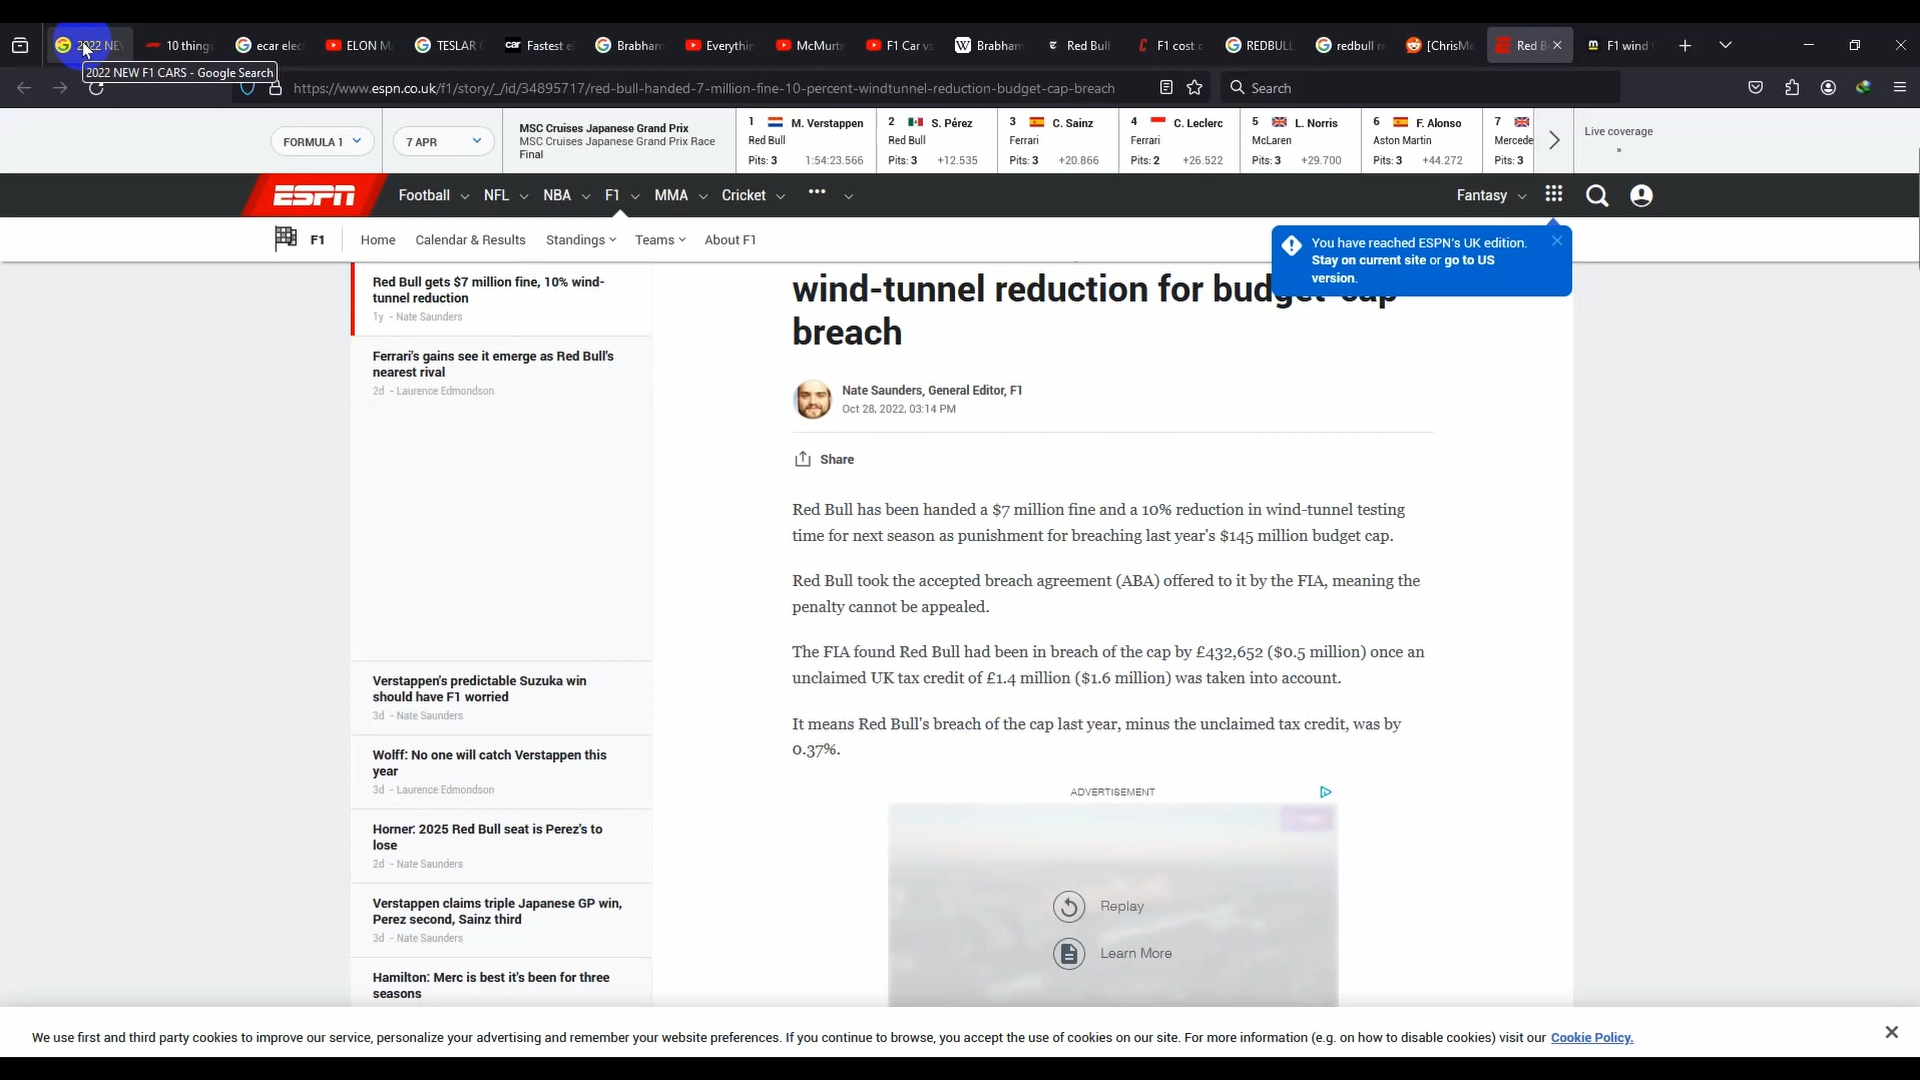 2022 NE
10 things
ecar elec
ELON M
TESLAR
car Fastest e
Brabham
Everythin
McMurt
F1 Car vs
W Brabham
Red Bull
F1 cost c
REDBULL
redbull r
[ChrisMe
Red B
F1 wind
2022 NEW F1 CARS - Google Search
https://www.espn.co.uk/f1/story/_/id/34895717/red-bull-handed-7-million-fine-10-percent-windtunnel-reduction-budget-cap-breach
Search
FORMULA 1
7 APR
MSC Cruises Japanese Grand Prix
MSC Cruises Japanese Grand Prix Race
Final
1 M. Verstappen
Red Bull
Pits: 3 1:54:23.566
2 S. Pérez
Red Bull
Pits: 3 +12.535
3 C. Sainz
Ferrari
Pits: 3 +20.866
4 C. Leclerc
Ferrari
Pits: 2 +26.522
5 L. Norris
McLaren
Pits: 3 +29.700
6 F. Alonso
Aston Martin
Pits: 3 +44.272
7
Mercede
Pits: 3
Live coverage
»
ESPN
Football
NFL
NBA
F1
MMA
Cricket
•••
Fantasy
F1
Home
Calendar & Results
Standings
Teams
About F1
You have reached ESPN's UK edition.
Stay on current site or go to US
version.
Red Bull gets $7 million fine, 10% wind-
tunnel reduction
1y - Nate Saunders
Ferrari's gains see it emerge as Red Bull's
nearest rival
2d - Laurence Edmondson
Verstappen's predictable Suzuka win
should have F1 worried
3d - Nate Saunders
Wolff: No one will catch Verstappen this
year
3d - Laurence Edmondson
Horner: 2025 Red Bull seat is Perez's to
lose
2d - Nate Saunders
Verstappen claims triple Japanese GP win,
Perez second, Sainz third
3d - Nate Saunders
Hamilton: Merc is best it's been for three
seasons
wind-tunnel reduction for budget-cap
breach
Nate Saunders, General Editor, F1
Oct 28, 2022, 03:14 PM
Share
Red Bull has been handed a $7 million fine and a 10% reduction in wind-tunnel testing
time for next season as punishment for breaching last year's $145 million budget cap.
Red Bull took the accepted breach agreement (ABA) offered to it by the FIA, meaning the
penalty cannot be appealed.
The FIA found Red Bull had been in breach of the cap by £432,652 ($0.5 million) once an
unclaimed UK tax credit of £1.4 million ($1.6 million) was taken into account.
It means Red Bull's breach of the cap last year, minus the unclaimed tax credit, was by
0.37%.
ADVERTISEMENT
Replay
Learn More
We use first and third party cookies to improve our service, personalize your advertising and remember your website preferences. If you continue to browse, you accept the use of cookies on our site. For more information (e.g. on how to disable cookies) visit our Cookie Policy.